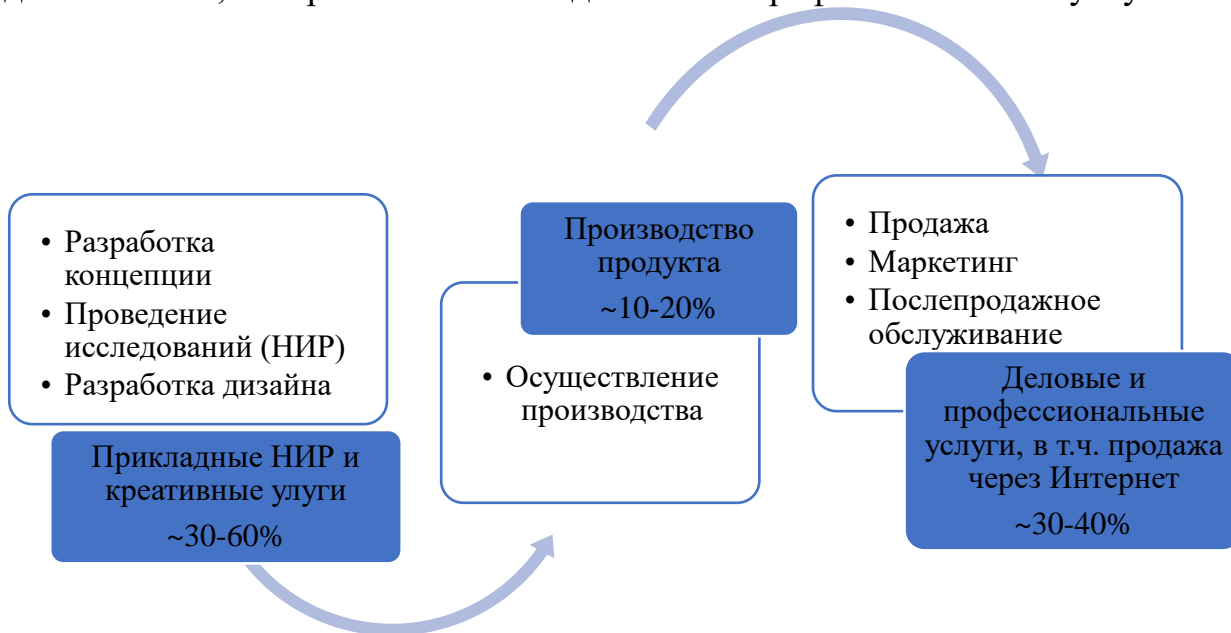 • Разработка
концепции
• Проведение
исследований (НИР)
• Разработка дизайна
Прикладные НИР и
креативные улуги
~30-60%
Производство
продукта
~10-20%
• Осуществление
производства
• Продажа
• Маркетинг
• Послепродажное
обслуживание
Деловые и
профессиональные
услуги, в т.ч. продажа
через Интернет
~30-40%